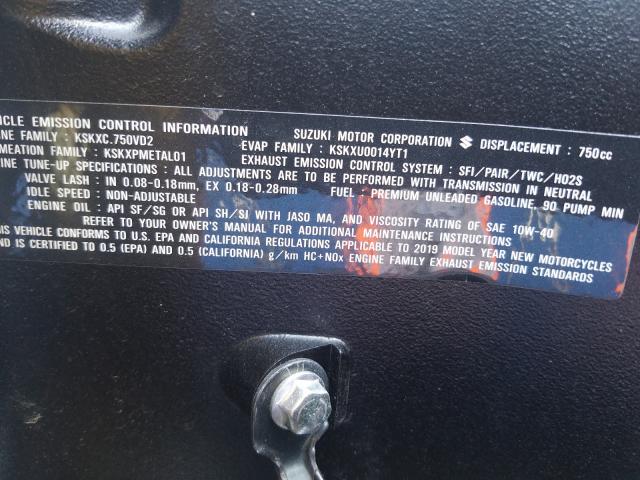 HICLE EMISSION CONTROL INFORMATION SUZUKI MOTOR CORPORATION SUZUKI DISPLACEMENT : 750cc
INE FAMILY : KSKXC.750VD2 EVAP FAMILY : KSKXU0014YT1
RMEATION FAMILY : KSKXPMETAL01 EXHAUST EMISSION CONTROL SYSTEM : SFI/PAIR/TWC/HO2S
INE TUNE-UP SPECIFICATIONS : ALL ADJUSTMENTS ARE TO BE PERFORMED WITH TRANSMISSION IN NEUTRAL
VALVE LASH : IN 0.08-0.18mm, EX 0.18-0.28mm FUEL : PREMIUM UNLEADED GASOLINE, 90 PUMP MIN
IDLE SPEED : NON-ADJUSTABLE
ENGINE OIL : API SF/SG OR API SH/SJ WITH JASO MA, AND VISCOSITY RATING OF SAE 10W-40
REFER TO YOUR OWNER'S MANUAL FOR ADDITIONAL MAINTENANCE INSTRUCTIONS
IS VEHICLE CONFORMS TO U.S. EPA AND CALIFORNIA REGULATIONS APPLICABLE TO 2019 MODEL YEAR NEW MOTORCYCLES
ND IS CERTIFIED TO 0.5 (EPA) AND 0.5 (CALIFORNIA) g/km HC+NOx ENGINE FAMILY EXHAUST EMISSION STANDARDS